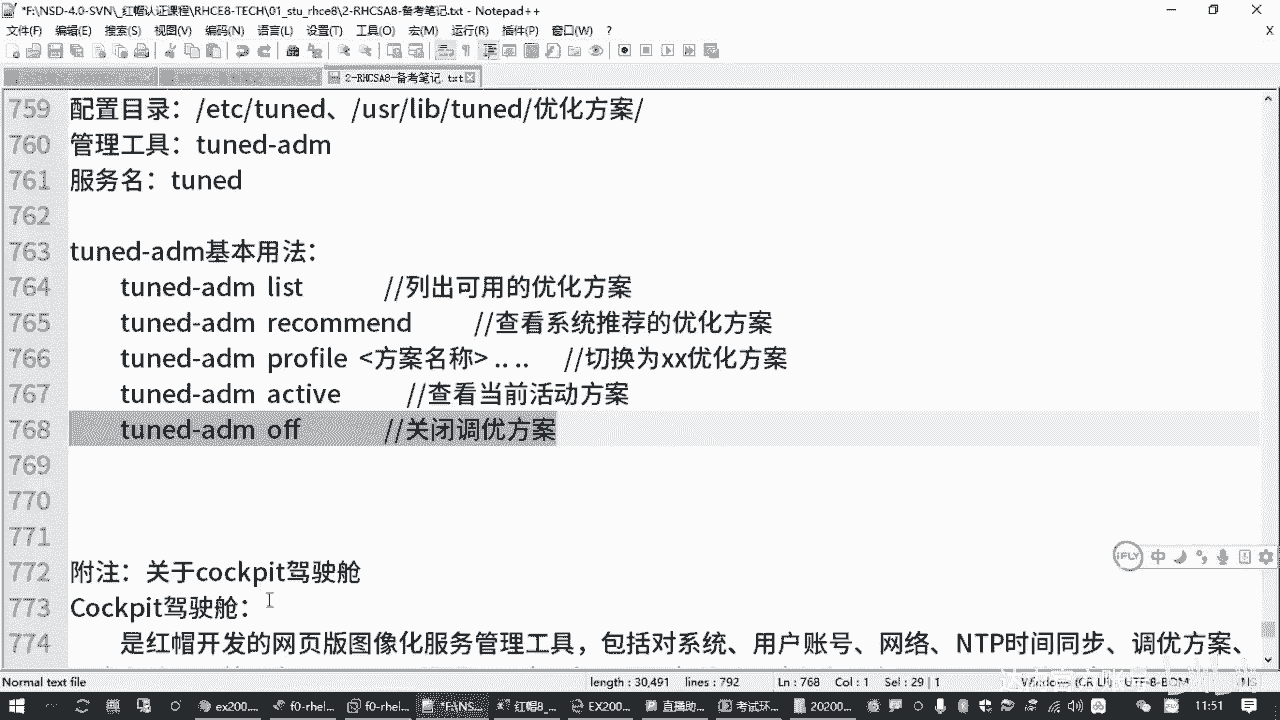 *F:\NSD-4.0-SVN\_红帽认证课程\RHCE8-TECH\01_stu_rhce8\2-RHCSA8-备考笔记.txt - Notepad++
文件(F) 编辑(E) 搜索(S) 视图(V) 编码(N) 语言(L) 设置(T) 工具(O) 宏(M) 运行(R) 插件(P) 窗口(W) ? X
2-RHCSA8-备考笔记.txt
759 配置目录：/etc/tuned、/usr/lib/tuned/优化方案/
760 管理工具：tuned-adm
761 服务名：tuned
762
763 tuned-adm基本用法：
764 tuned-adm list //列出可用的优化方案
765 tuned-adm recommend //查看系统推荐的优化方案
766 tuned-adm profile <方案名称> .. .. //切换为xx优化方案
767 tuned-adm active //查看当前活动方案
768 tuned-adm off //关闭调优方案
769
770
771
772 附注：关于cockpit驾驶舱
773 Cockpit驾驶舱：
774 是红帽开发的网页版图像化服务管理工具，包括对系统、用户账号、网络、NTP时间同步、调优方案、
iFLY 中
Normal text file length : 30,491 lines : 792 Ln : 768 Col : 1 Sel : 29 | 1 Windows (CR LF) UTF-8-BOM INS
ex200... f0-rhel... f0-rhel... *F:\NS... 红帽8_... EX200... 直播助... 考试环... 20200... 11:51